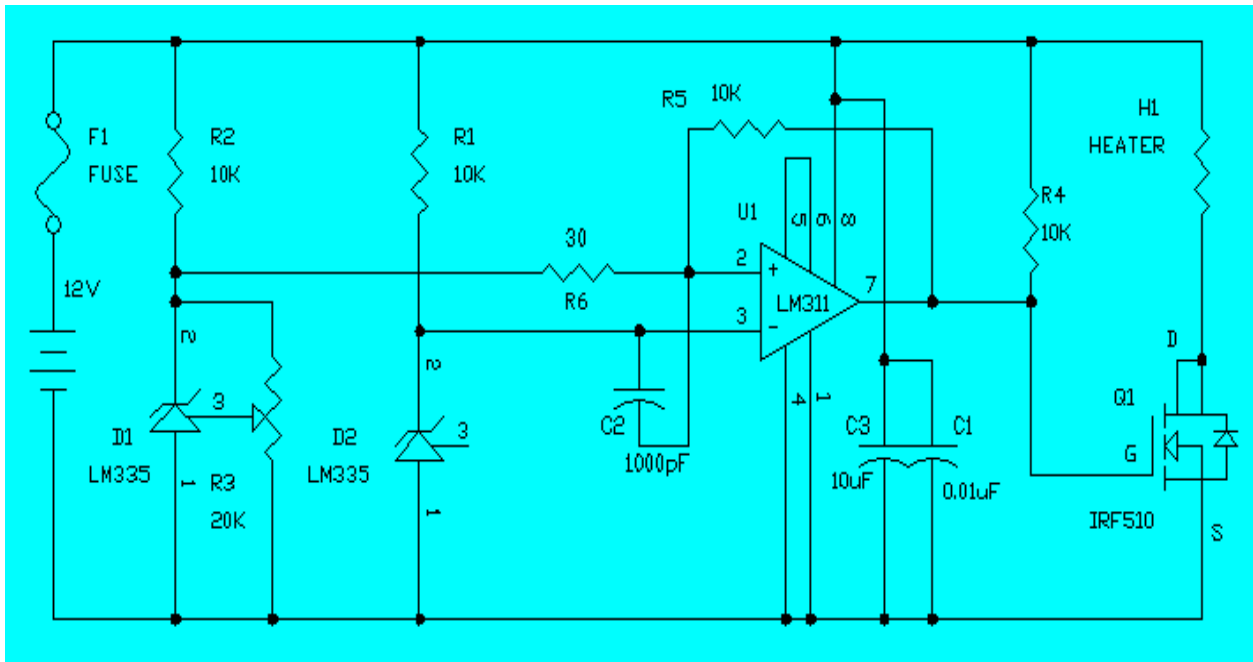 F1
FUSE
R2
10K
R1
10K
R5
10K
H1
HEATER
R4
10K
U1
5
6
8
30
R6
2
+
LM311
7
3
-
4
1
12V
2
3
D1
LM335
1
R3
20K
2
3
D2
LM335
1
C2
1000pF
C3
10uF
C1
0.01uF
D
Q1
G
IRF510
S